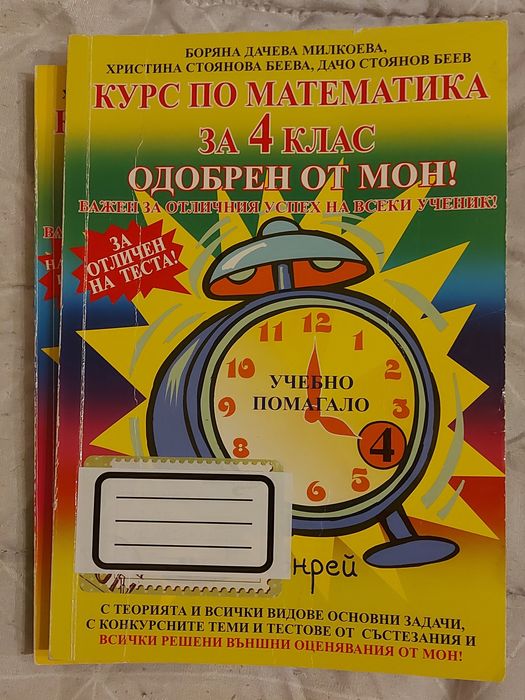 БОРЯНА ДАЧЕВА МИЛКОЕВА,
ХРИСТИНА СТОЯНОВА БЕЕВА, ДАЧО СТОЯНОВ БЕЕВ
КУРС ПО МАТЕМАТИКА
ЗА 4 КЛАС
ОДОБРЕН ОТ МОН!
ВАЖЕН ЗА ОТЛИЧНИЯ УСПЕХ НА ВСЕКИ УЧЕНИК!
ЗА
ОТЛИЧЕН
НА ТЕСТА!
11 12 1
10 2
9 3
8 4
6 5
УЧЕБНО
ПОМАГАЛО
нрей
С ТЕОРИЯТА И ВСИЧКИ ВИДОВЕ ОСНОВНИ ЗАДАЧИ,
С КОНКУРСНИТЕ ТЕМИ И ТЕСТОВЕ ОТ СЪСТЕЗАНИЯ И
ВСИЧКИ РЕШЕНИ ВЪНШНИ ОЦЕНЯВАНИЯ ОТ МОН!